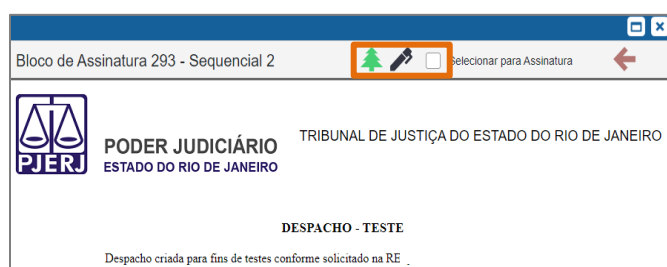 Bloco de Assinatura 293 - Sequencial 2
Selecionar para Assinatura
PJERJ
PODER JUDICIÁRIO
ESTADO DO RIO DE JANEIRO
TRIBUNAL DE JUSTIÇA DO ESTADO DO RIO DE JANEIRO
DESPACHO - TESTE
Despacho criada para fins de testes conforme solicitado na RE